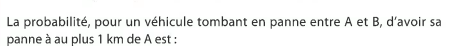 La probabilité, pour un véhicule tombant en panne entre A et B, d'avoir sa
panne à au plus 1 km de A est :